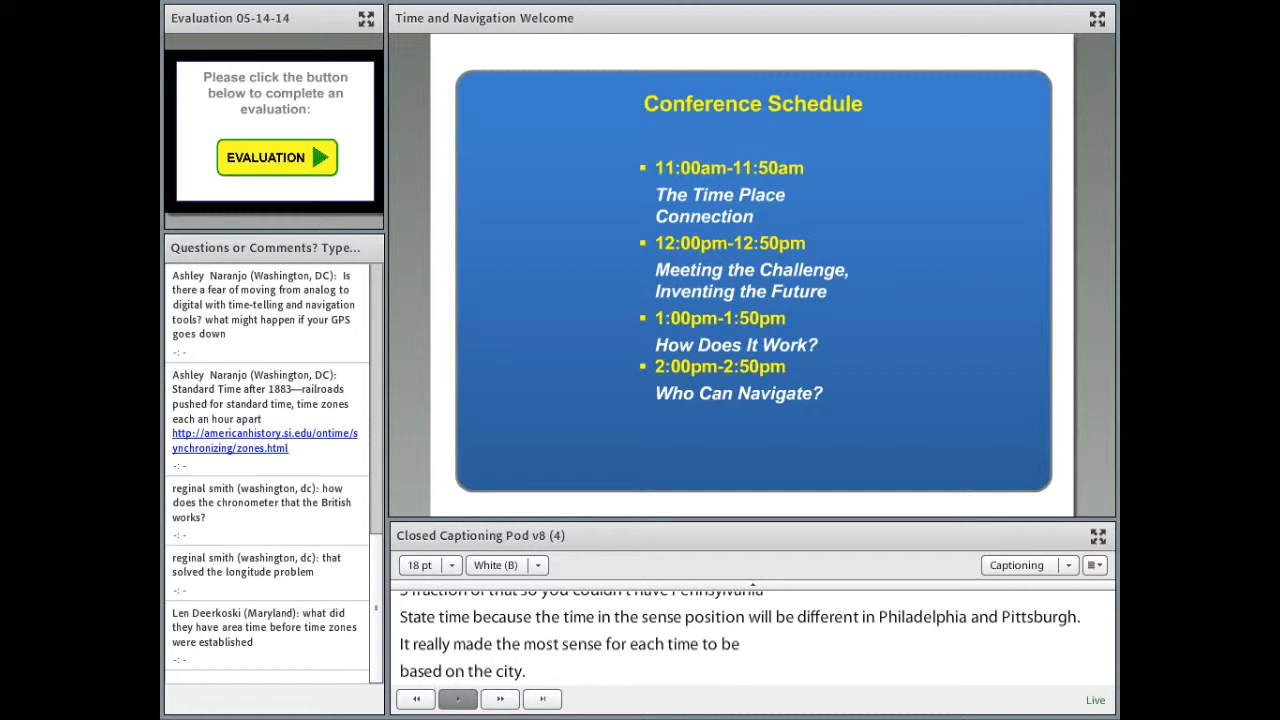 Evaluation 05-14-14
Please click the button
below to complete an
evaluation:
EVALUATION
Questions or Comments? Type...
Ashley Naranjo (Washington, DC): Is
there a fear of moving from analog to
digital with time-telling and navigation
tools? what might happen if your GPS
goes down
-: -
Ashley Naranjo (Washington, DC):
Standard Time after 1883—railroads
pushed for standard time, time zones
each an hour apart
http://americanhistory.si.edu/ontime/s
ynchronizing/zones.html
-: -
reginal smith (washington, dc): how
does the chronometer that the British
works?
-: -
reginal smith (washington, dc): that
solved the longitude problem
-: -
Len Deerkoski (Maryland): what did
they have area time before time zones
were established
-: -
Time and Navigation Welcome
Conference Schedule
▪ 11:00am-11:50am
The Time Place
Connection
▪ 12:00pm-12:50pm
Meeting the Challenge,
Inventing the Future
▪ 1:00pm-1:50pm
How Does It Work?
▪ 2:00pm-2:50pm
Who Can Navigate?
Closed Captioning Pod v8 (4)
18 pt
White (B)
Captioning
fraction of that so you couldn't have Pennsylvania
State time because the time in the sense position will be different in Philadelphia and Pittsburgh.
It really made the most sense for each time to be
based on the city.
Live